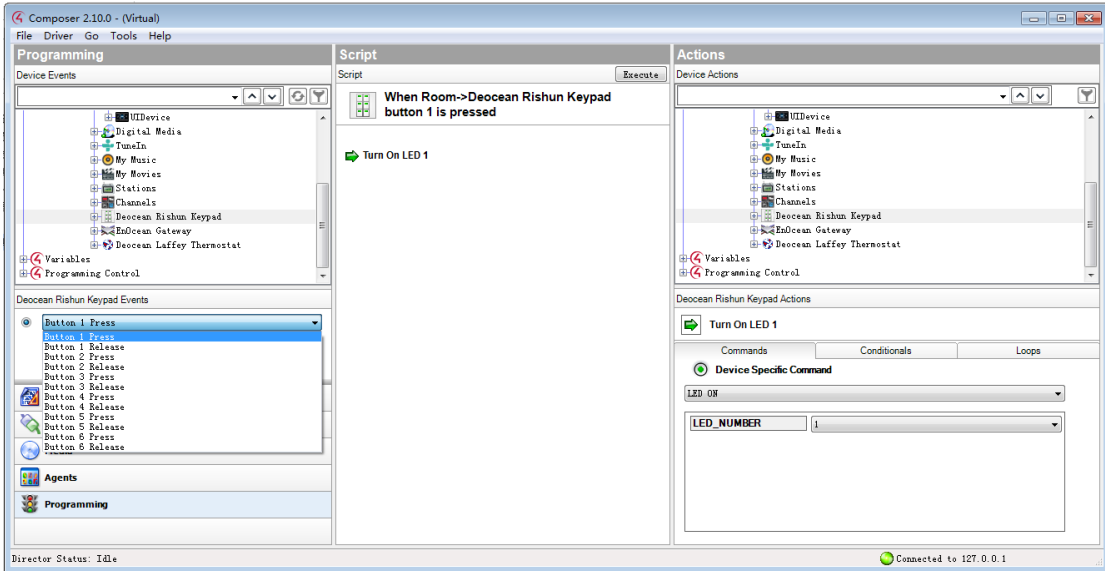 Composer 2.10.0 - (Virtual)
File Driver Go Tools Help
Programming
Device Events
UIDevice
Digital Media
TuneIn
My Music
My Movies
Stations
Channels
Deocean Rishun Keypad
EnOcean Gateway
Deocean Laffey Thermostat
Variables
Programming Control
Deocean Rishun Keypad Events
Button 1 Press
Button 1 Press
Button 1 Release
Button 2 Press
Button 2 Release
Button 3 Press
Button 3 Release
Button 4 Press
Button 4 Release
Button 5 Press
Button 5 Release
Button 6 Press
Button 6 Release
Agents
Programming
Script
Script Execute
When Room->Deocean Rishun Keypad
button 1 is pressed
Turn On LED 1
Actions
Device Actions
UIDevice
Digital Media
TuneIn
My Music
My Movies
Stations
Channels
Deocean Rishun Keypad
EnOcean Gateway
Deocean Laffey Thermostat
Variables
Programming Control
Deocean Rishun Keypad Actions
Turn On LED 1
Commands Conditionals Loops
Device Specific Command
LED ON
LED_NUMBER 1
Director Status: Idle
Connected to 127.0.0.1